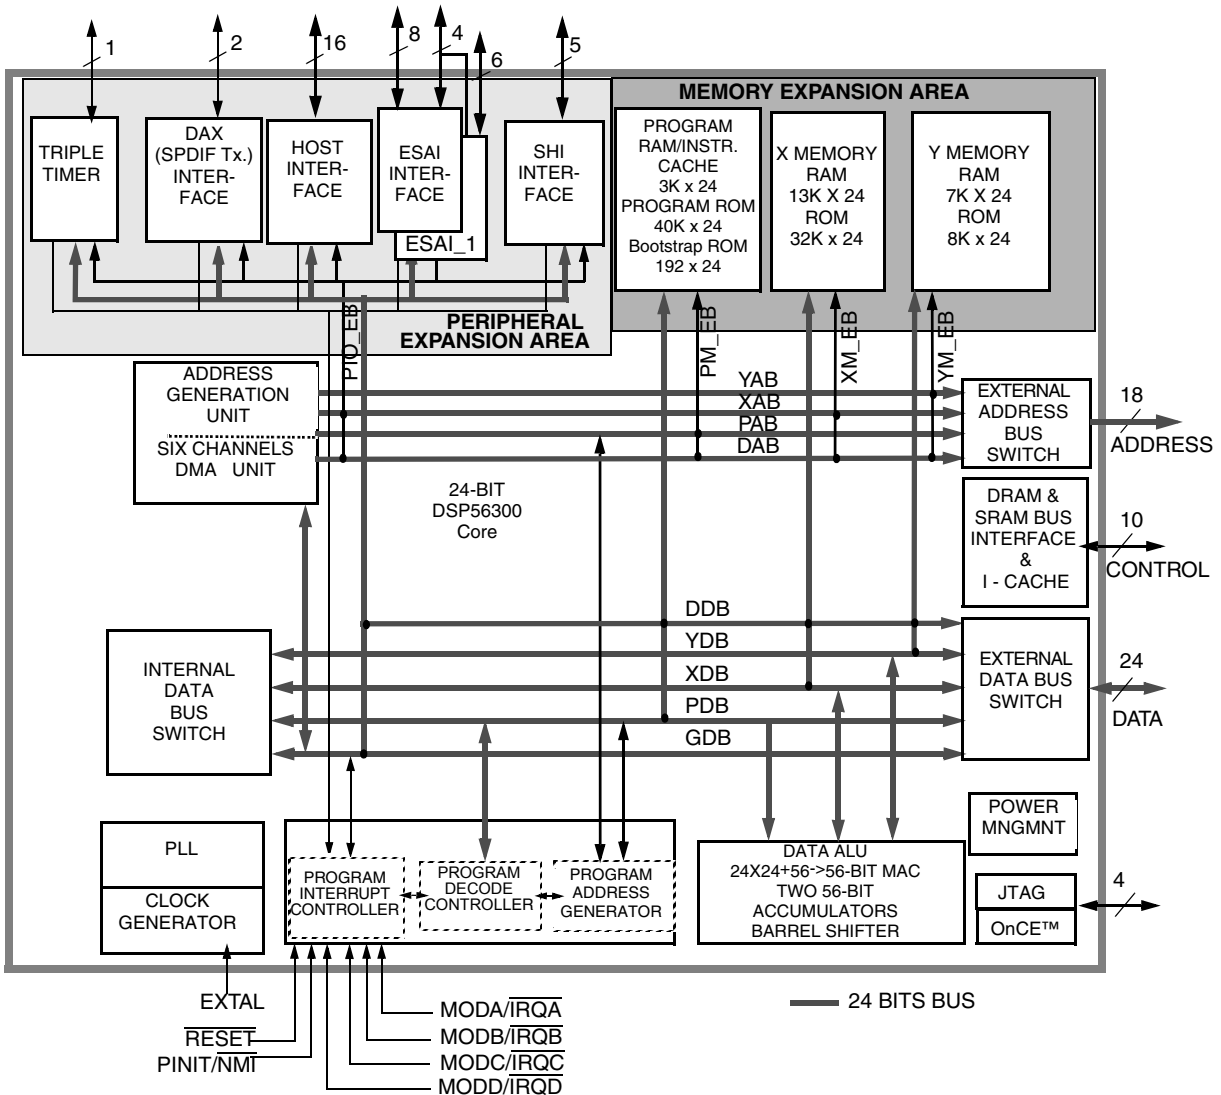 1
2
16
8
4
6
5
MEMORY EXPANSION AREA
TRIPLE
TIMER
DAX
(SPDIF Tx.)
INTER-
FACE
HOST
INTER-
FACE
ESAI
INTER-
FACE
ESAI_1
SHI
INTER-
FACE
PROGRAM
RAM/INSTR.
CACHE
3K x 24
PROGRAM ROM
40K x 24
Bootstrap ROM
192 x 24
X MEMORY
RAM
13K X 24
ROM
32K x 24
Y MEMORY
RAM
7K X 24
ROM
8K x 24
PERIPHERAL
EXPANSION AREA
PIO_EB
PM_EB
XM_EB
YM_EB
ADDRESS
GENERATION
UNIT
SIX CHANNELS
DMA UNIT
YAB
XAB
PAB
DAB
EXTERNAL
ADDRESS
BUS
SWITCH
18
ADDRESS
24-BIT
DSP56300
Core
DRAM &
SRAM BUS
INTERFACE
&
I - CACHE
10
CONTROL
INTERNAL
DATA
BUS
SWITCH
DDB
YDB
XDB
PDB
GDB
EXTERNAL
DATA BUS
SWITCH
24
DATA
PLL
CLOCK
GENERATOR
PROGRAM
INTERRUPT
CONTROLLER
PROGRAM
DECODE
CONTROLLER
PROGRAM
ADDRESS
GENERATOR
DATA ALU
24X24+56->56-BIT MAC
TWO 56-BIT
ACCUMULATORS
BARREL SHIFTER
POWER
MNGMNT
JTAG
OnCE™
4
EXTAL
RESET
PINIT/NMI
MODA/IRQA
MODB/IRQB
MODC/IRQC
MODD/IRQD
24 BITS BUS